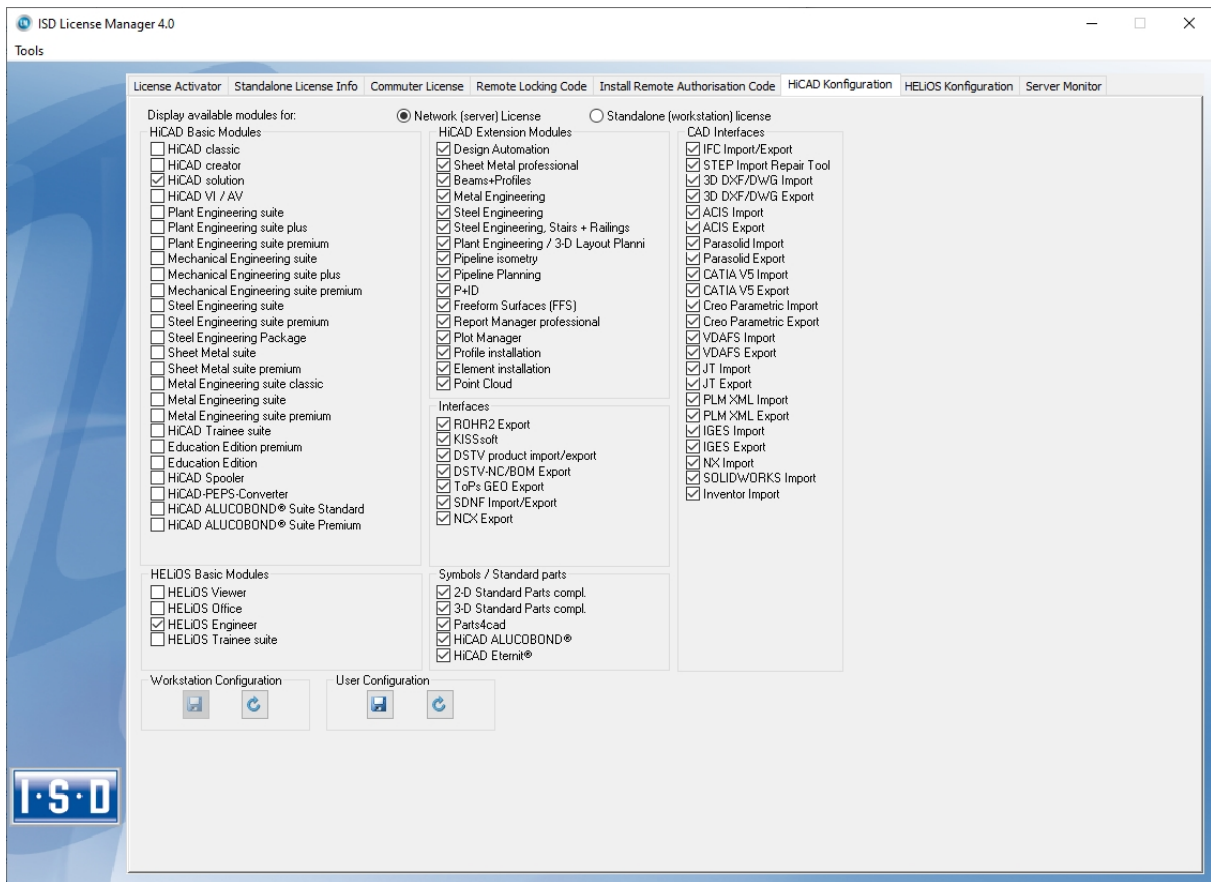 ISD License Manager 4.0
Tools
License Activator
Standalone License Info
Commuter License
Remote Locking Code
Install Remote Authorisation Code
HiCAD Konfiguration
HELiOS Konfiguration
Server Monitor
Display available modules for:
Network (server) License
Standalone (workstation) license
HiCAD Basic Modules
HiCAD classic
HiCAD creator
HiCAD solution
HiCAD VI / AV
Plant Engineering suite
Plant Engineering suite plus
Plant Engineering suite premium
Mechanical Engineering suite
Mechanical Engineering suite plus
Mechanical Engineering suite premium
Steel Engineering suite
Steel Engineering suite premium
Steel Engineering Package
Sheet Metal suite
Sheet Metal suite premium
Metal Engineering suite classic
Metal Engineering suite
Metal Engineering suite premium
HiCAD Trainee suite
Education Edition premium
Education Edition
HiCAD Spooler
HiCAD-PEPS-Converter
HiCAD ALUCOBOND® Suite Standard
HiCAD ALUCOBOND® Suite Premium
HiCAD Extension Modules
Design Automation
Sheet Metal professional
Beams+Profiles
Metal Engineering
Steel Engineering
Steel Engineering, Stairs + Railings
Plant Engineering / 3-D Layout Planni
Pipeline isometry
Pipeline Planning
P+ID
Freeform Surfaces (FFS)
Report Manager professional
Plot Manager
Profile installation
Element installation
Point Cloud
Interfaces
ROHR2 Export
KISSsoft
DSTV product import/export
DSTV-NC/BOM Export
ToPs GEO Export
SDNF Import/Export
NCX Export
CAD Interfaces
IFC Import/Export
STEP Import Repair Tool
3D DXF/DWG Import
3D DXF/DWG Export
ACIS Import
ACIS Export
Parasolid Import
Parasolid Export
CATIA V5 Import
CATIA V5 Export
Creo Parametric Import
Creo Parametric Export
VDAFS Import
VDAFS Export
JT Import
JT Export
PLM XML Import
PLM XML Export
IGES Import
IGES Export
NX Import
SOLIDWORKS Import
Inventor Import
HELiOS Basic Modules
HELiOS Viewer
HELiOS Office
HELiOS Engineer
HELiOS Trainee suite
Symbols / Standard parts
2-D Standard Parts compl.
3-D Standard Parts compl.
Parts4cad
HiCAD ALUCOBOND®
HiCAD Eternit®
Workstation Configuration
User Configuration
I·S·D